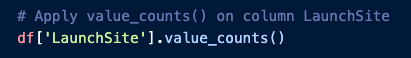 # Apply value_counts() on column LaunchSite
df['LaunchSite'].value_counts()